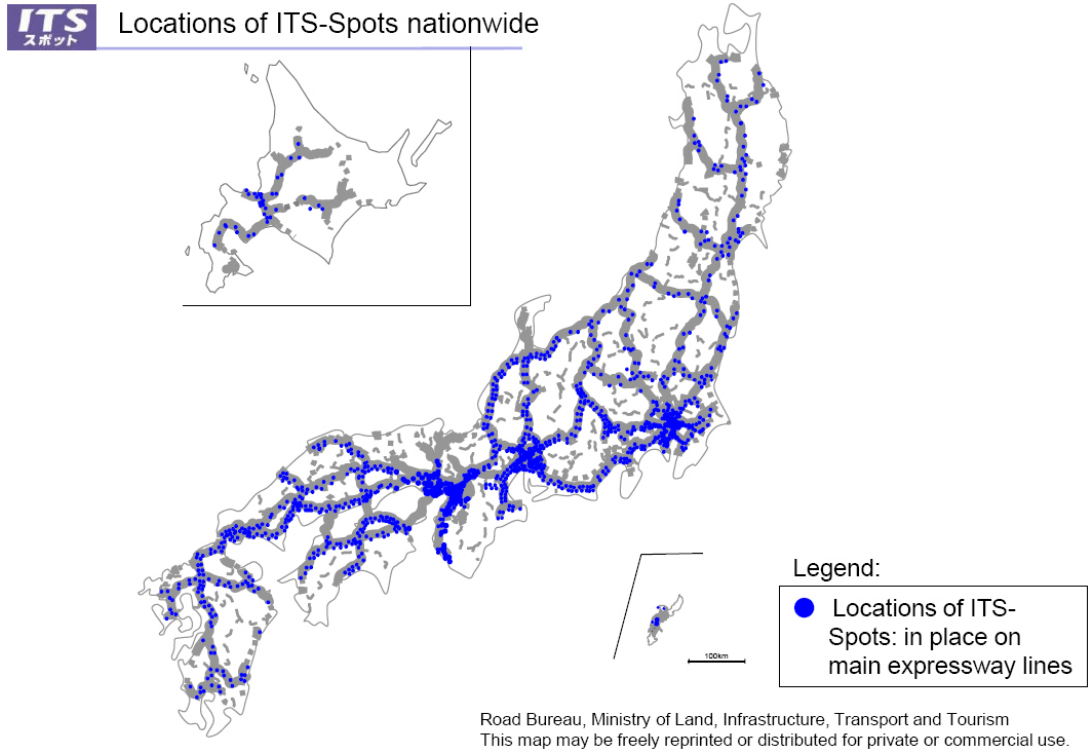 ITS
スポット
Locations of ITS-Spots nationwide
100km
Legend:
Locations of ITS-
Spots: in place on
main expressway lines
Road Bureau, Ministry of Land, Infrastructure, Transport and Tourism
This map may be freely reprinted or distributed for private or commercial use.